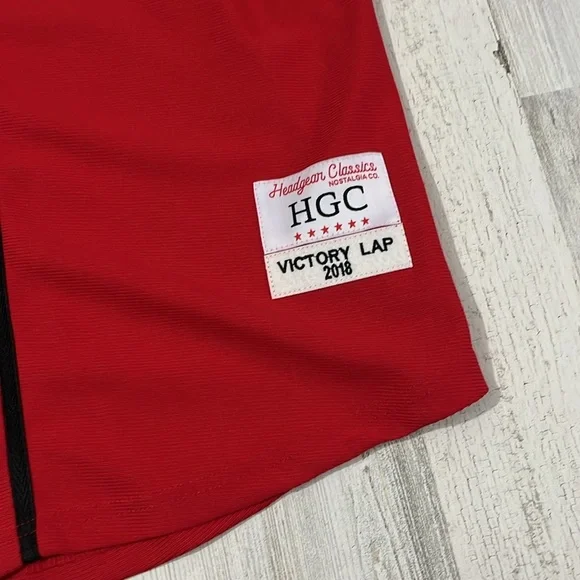 Headgear Classics
NOSTALGIA CO.
HGC
VICTORY LAP
2018